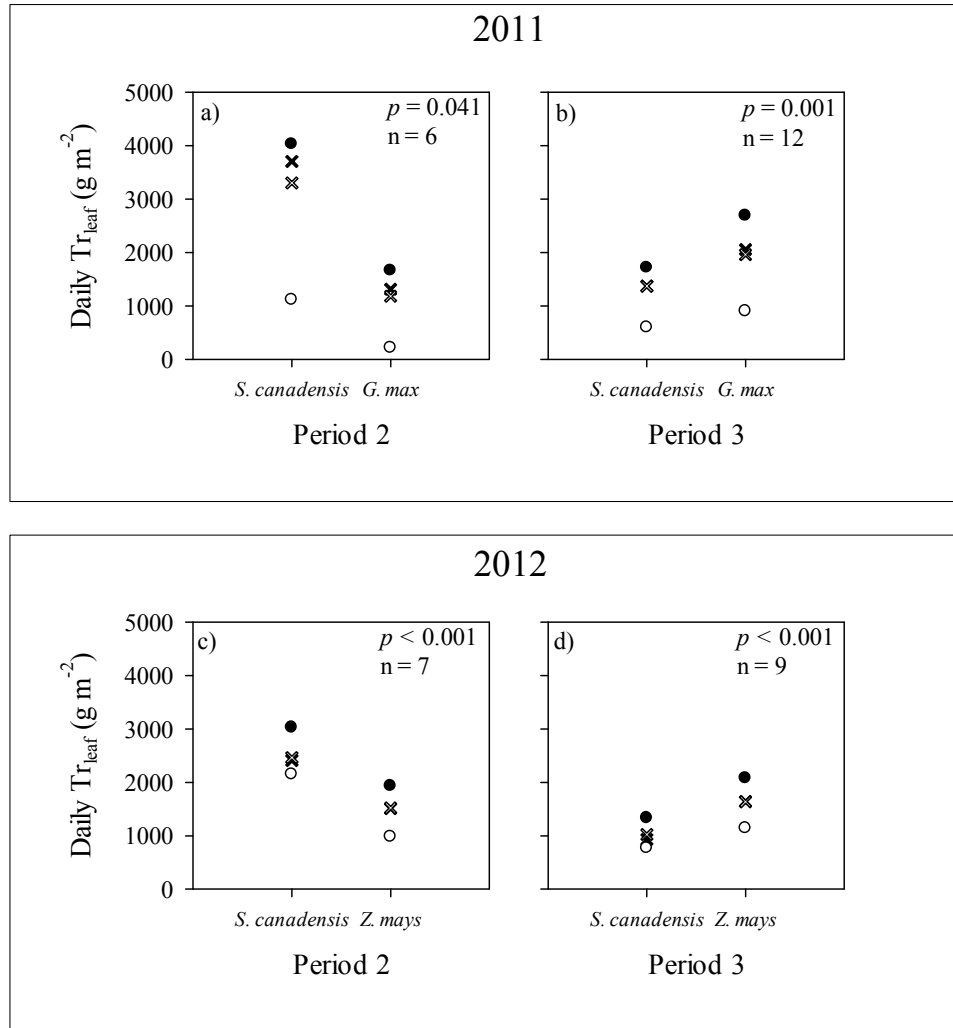 2011
a)
p = 0.041
n = 6
b)
p = 0.001
n = 12
Daily Tr_leaf (g m^-2)
5000
4000
3000
2000
1000
0
S. canadensis G. max
S. canadensis G. max
Period 2
Period 3
2012
c)
p < 0.001
n = 7
d)
p < 0.001
n = 9
Daily Tr_leaf (g m^-2)
5000
4000
3000
2000
1000
0
S. canadensis Z. mays
S. canadensis Z. mays
Period 2
Period 3